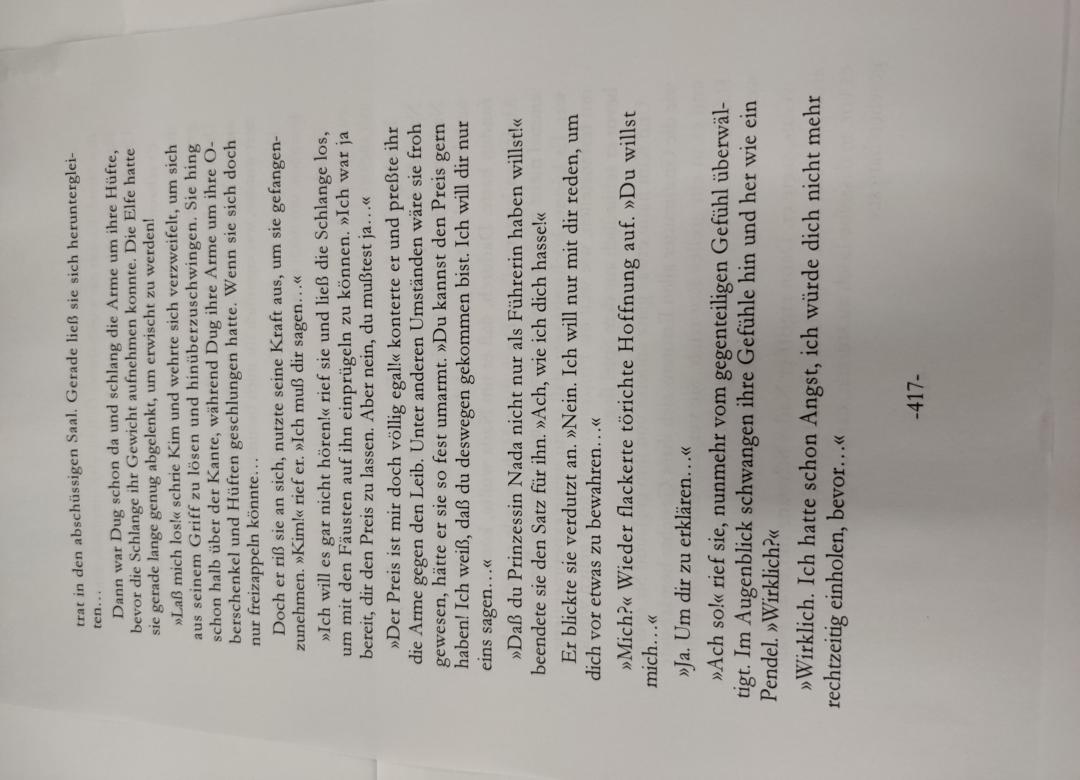 trat in den abschüssigen Saal. Gerade ließ sie sich herunterglei-
ten…
Dann war Dug schon da und schlang die Arme um ihre Hüfte,
bevor die Schlange ihr Gewicht aufnehmen konnte. Die Elfe hatte
sie gerade lange genug abgelenkt, um erwischt zu werden!
»Laß mich los!« schrie Kim und wehrte sich verzweifelt, um sich
aus seinem Griff zu lösen und hinüberzuschwingen. Sie hing
schon halb über der Kante, während Dug ihre Arme um ihre O-
berschenkel und Hüften geschlungen hatte. Wenn sie sich doch
nur freizappeln könnte…
Doch er riß sie an sich, nutzte seine Kraft aus, um sie gefangen-
zunehmen. »Kim!« rief er. »Ich muß dir sagen…«
»Ich will es gar nicht hören!« rief sie und ließ die Schlange los,
um mit den Fäusten auf ihn einprügeln zu können. »Ich war ja
bereit, dir den Preis zu lassen. Aber nein, du mußtest ja…«
»Der Preis ist mir doch völlig egal!« konterte er und preßte ihr
die Arme gegen den Leib. Unter anderen Umständen wäre sie froh
gewesen, hätte er sie so fest umarmt. »Du kannst den Preis gern
haben! Ich weiß, daß du deswegen gekommen bist. Ich will dir nur
eins sagen…«
»Daß du Prinzessin Nada nicht nur als Führerin haben willst!«
beendete sie den Satz für ihn. »Ach, wie ich dich hasse!«
Er blickte sie verdutzt an. »Nein. Ich will nur mit dir reden, um
dich vor etwas zu bewahren…«
»Mich?« Wieder flackerte törichte Hoffnung auf. »Du willst
mich…«
»Ja. Um dir zu erklären…«
»Ach so!« rief sie, nunmehr vom gegenteiligen Gefühl überwäl-
tigt. Im Augenblick schwangen ihre Gefühle hin und her wie ein
Pendel. »Wirklich?«
»Wirklich. Ich hatte schon Angst, ich würde dich nicht mehr
rechtzeitig einholen, bevor…«
-417-